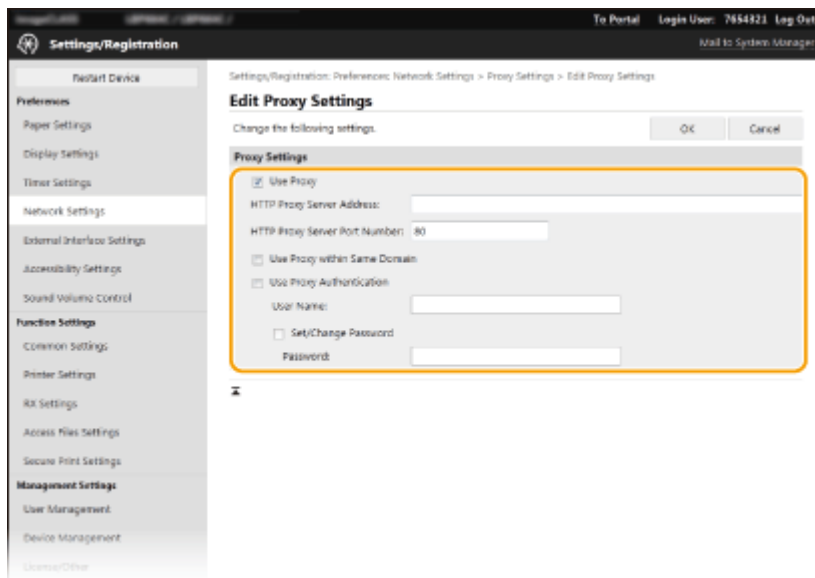 To Portal Login User: 7654321 Log Out
Settings/Registration
Mail to System Manager
Restart Device
Preferences
Paper Settings
Display Settings
Timer Settings
Network Settings
External Interface Settings
Accessibility Settings
Sound Volume Control
Function Settings
Common Settings
Printer Settings
RX Settings
Access Files Settings
Secure Print Settings
Management Settings
User Management
Device Management
License/Other
Settings/Registration: Preferences: Network Settings > Proxy Settings > Edit Proxy Settings
Edit Proxy Settings
Change the following settings.
OK Cancel
Proxy Settings
Use Proxy
HTTP Proxy Server Address:
HTTP Proxy Server Port Number: 80
Use Proxy within Same Domain
Use Proxy Authentication
User Name:
Set/Change Password
Password: